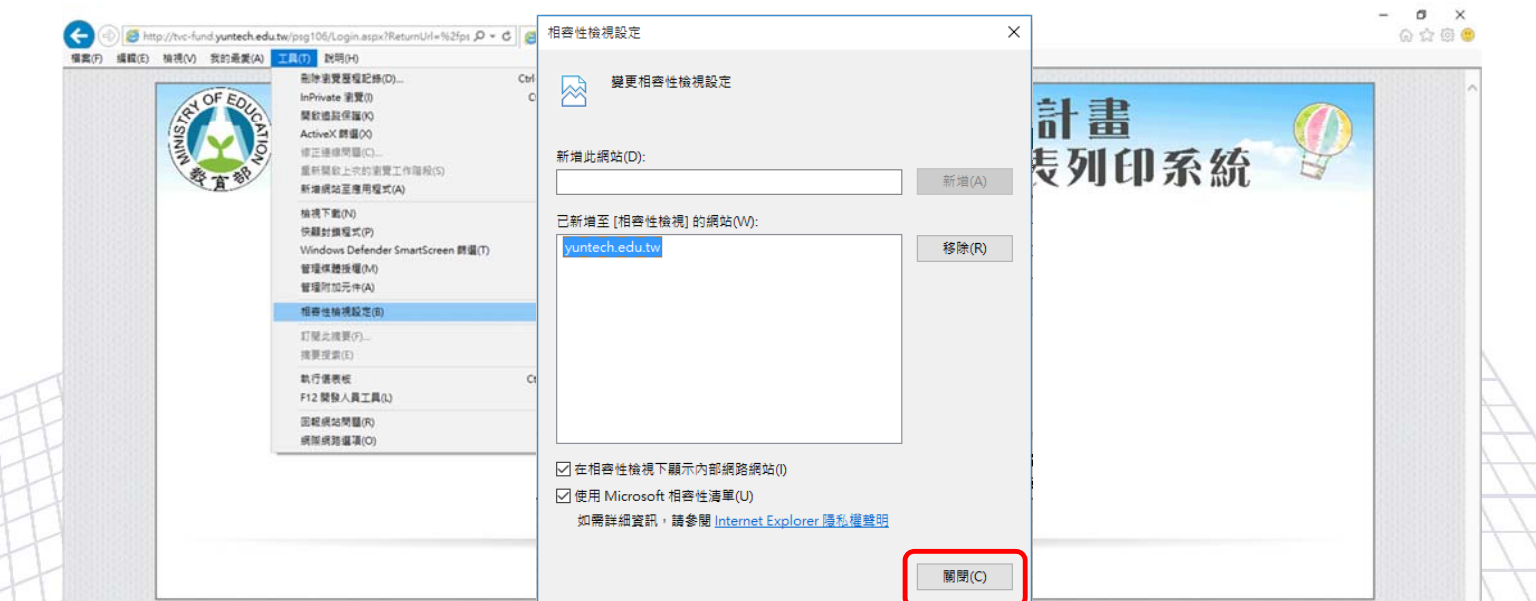 http://tvc-fund.yuntech.edu.tw/psg106/Login.aspx?ReturnUrl=%2fps
檔案(F) 編輯(E) 檢視(V) 我的最愛(A) 工具(T) 說明(H)
刪除瀏覽歷程記錄(D)... Ctrl
InPrivate 瀏覽(I)
開啟追蹤保護(K)
ActiveX 篩選(X)
修正連線問題(C)...
重新開啟上次的瀏覽工作階段(S)
新增網站至應用程式(A)
檢視下載(N)
快顯封鎖程式(P)
Windows Defender SmartScreen 篩選(T)
管理媒體授權(M)
管理附加元件(A)
相容性檢視設定(B)
訂閱此摘要(F)...
摘要探索(E)
執行儀表板
F12 開發人員工具(L)
回報網站問題(R)
網際網路選項(O)
MINISTRY OF EDUCATION
教育部
相容性檢視設定
變更相容性檢視設定
新增此網站(D):
新增(A)
已新增至 [相容性檢視] 的網站(W):
yuntech.edu.tw
移除(R)
在相容性檢視下顯示內部網路網站(I)
使用 Microsoft 相容性清單(U)
如需詳細資訊，請參閱 Internet Explorer 隱私權聲明
關閉(C)
計畫
表列印系統